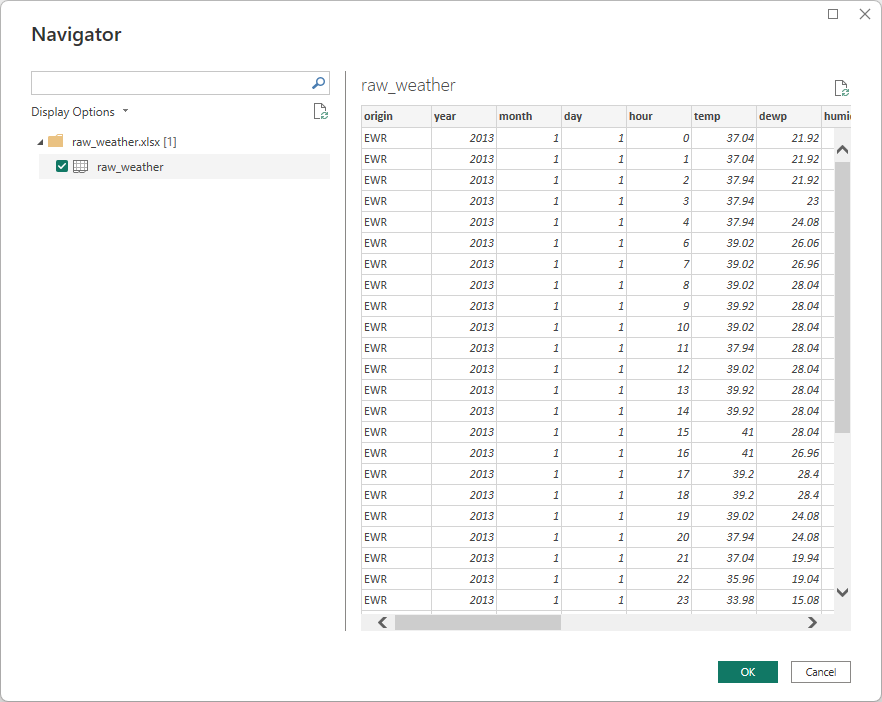 Navigator
Display Options
raw_weather.xlsx [1]
raw_weather
raw_weather
origin year month day hour temp dewp humi
EWR 2013 1 1 0 37.04 21.92
EWR 2013 1 1 1 37.04 21.92
EWR 2013 1 1 2 37.94 21.92
EWR 2013 1 1 3 37.94 23
EWR 2013 1 1 4 37.94 24.08
EWR 2013 1 1 6 39.02 26.06
EWR 2013 1 1 7 39.02 26.96
EWR 2013 1 1 8 39.02 28.04
EWR 2013 1 1 9 39.92 28.04
EWR 2013 1 1 10 39.02 28.04
EWR 2013 1 1 11 37.94 28.04
EWR 2013 1 1 12 39.02 28.04
EWR 2013 1 1 13 39.92 28.04
EWR 2013 1 1 14 39.92 28.04
EWR 2013 1 1 15 41 28.04
EWR 2013 1 1 16 41 26.96
EWR 2013 1 1 17 39.2 28.4
EWR 2013 1 1 18 39.2 28.4
EWR 2013 1 1 19 39.02 24.08
EWR 2013 1 1 20 37.94 24.08
EWR 2013 1 1 21 37.04 19.94
EWR 2013 1 1 22 35.96 19.04
EWR 2013 1 1 23 33.98 15.08
OK Cancel